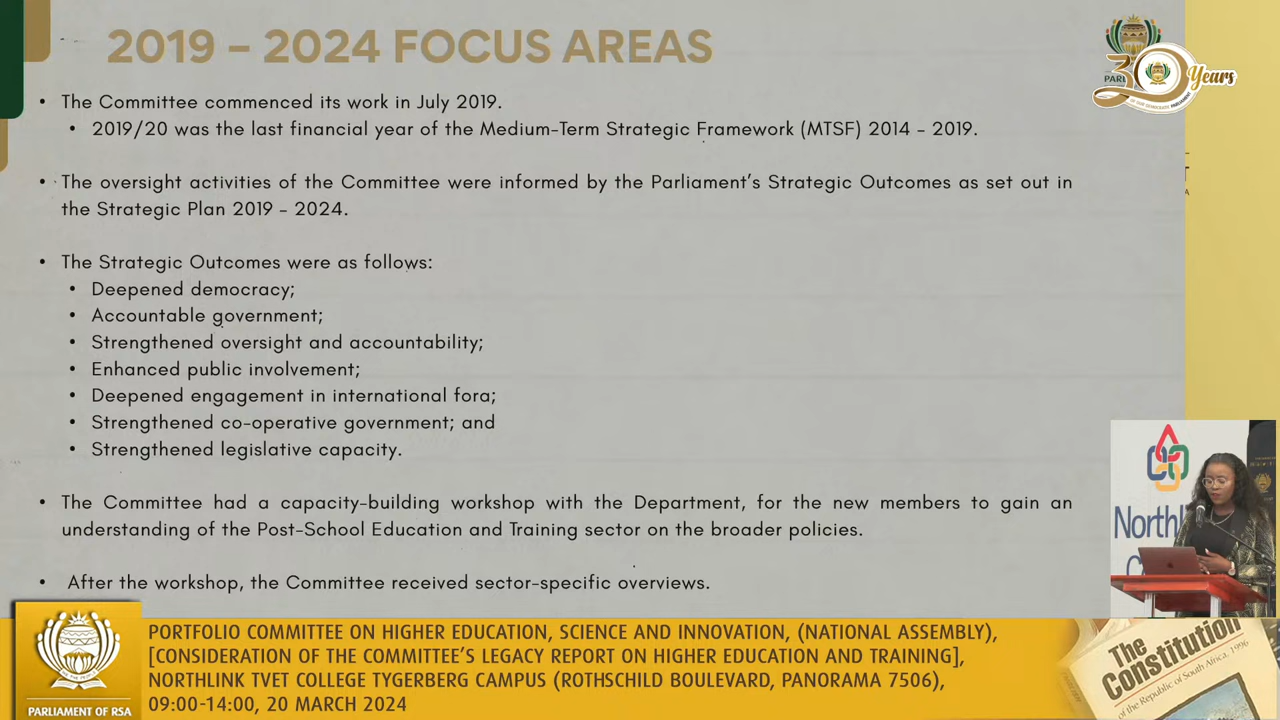 2019 – 2024 FOCUS AREAS
• The Committee commenced its work in July 2019.
• 2019/20 was the last financial year of the Medium-Term Strategic Framework (MTSF) 2014 – 2019.
• The oversight activities of the Committee were informed by the Parliament's Strategic Outcomes as set out in
the Strategic Plan 2019 – 2024.
• The Strategic Outcomes were as follows:
• Deepened democracy;
• Accountable government;
• Strengthened oversight and accountability;
• Enhanced public involvement;
• Deepened engagement in international fora;
• Strengthened co-operative government; and
• Strengthened legislative capacity.
• The Committee had a capacity-building workshop with the Department, for the new members to gain an
understanding of the Post-School Education and Training sector on the broader policies.
• After the workshop, the Committee received sector-specific overviews.
30 Years
PARLIAMENT OF RSA
PORTFOLIO COMMITTEE ON HIGHER EDUCATION, SCIENCE AND INNOVATION, (NATIONAL ASSEMBLY),
[CONSIDERATION OF THE COMMITTEE'S LEGACY REPORT ON HIGHER EDUCATION AND TRAINING],
NORTHLINK TVET COLLEGE TYGERBERG CAMPUS (ROTHSCHILD BOULEVARD, PANORAMA 7506),
09:00-14:00, 20 MARCH 2024
The
Constitution
of the Republic of South Africa, 1996